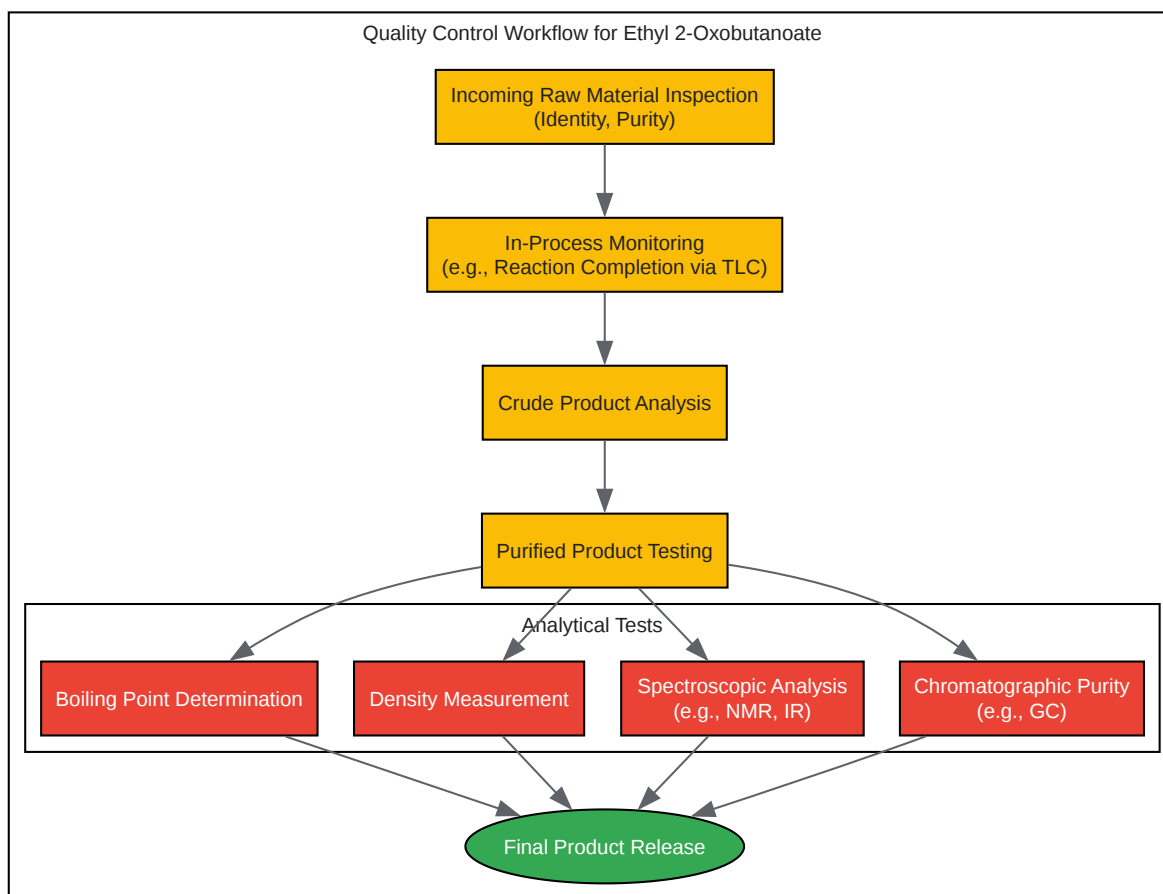 Quality Control Workflow for Ethyl 2-Oxobutanoate
Incoming Raw Material Inspection
(Identity, Purity)
In-Process Monitoring
(e.g., Reaction Completion via TLC)
Crude Product Analysis
Purified Product Testing
Analytical Tests
Boiling Point Determination
Density Measurement
Spectroscopic Analysis
(e.g., NMR, IR)
Chromatographic Purity
(e.g., GC)
Final Product Release